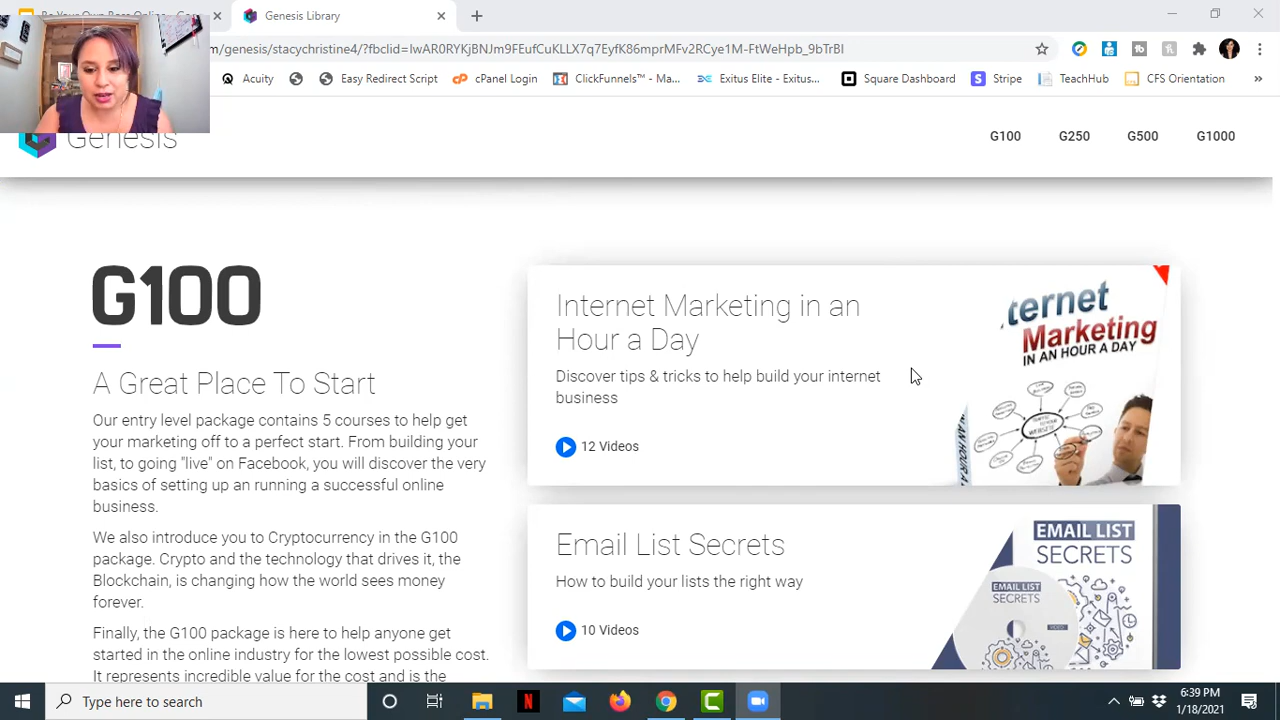 Be Your Own Boss Online
Genesis Library
m/genesis/stacychristine4/?fbclid=IwAR0RYKjBNJm9FEufCuKLLX7q7EyfK86mprMFv2RCye1M-FtWeHpb_9bTrBI
Acuity
Easy Redirect Script
cPanel Login
ClickFunnels™ - Ma...
Exitus Elite - Exitus...
Square Dashboard
Stripe
TeachHub
CFS Orientation
Genesis
G100
G250
G500
G1000
G100
A Great Place To Start
Our entry level package contains 5 courses to help get
your marketing off to a perfect start. From building your
list, to going "live" on Facebook, you will discover the very
basics of setting up an running a successful online
business.
We also introduce you to Cryptocurrency in the G100
package. Crypto and the technology that drives it, the
Blockchain, is changing how the world sees money
forever.
Finally, the G100 package is here to help anyone get
started in the online industry for the lowest possible cost.
It represents incredible value for the cost and is the
Internet Marketing in an
Hour a Day
Discover tips & tricks to help build your internet
business
12 Videos
ternet
Marketing
IN AN HOUR A DAY
Email List Secrets
How to build your lists the right way
10 Videos
EMAIL LIST
SECRETS
EMAIL LIST
SECRETS
Type here to search
6:39 PM
1/18/2021